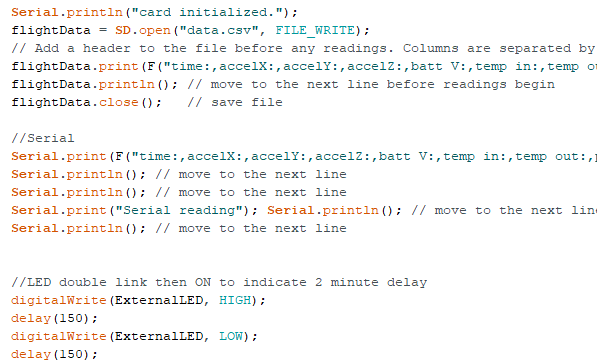 Serial.println("card initialized.");
flightData = SD.open("data.csv", FILE_WRITE);
// Add a header to the file before any readings. Columns are separated by
flightData.print(F("time:,accelX:,accelY:,accelZ:,batt V:,temp in:,temp
flightData.println(); // move to the next line before readings begin
flightData.close();   // save file
//Serial
Serial.print(F("time:,accelX:,accelY:,accelZ:,batt V:,temp in:,temp out:,
Serial.println(); // move to the next line
Serial.println(); // move to the next line
Serial.print("Serial reading"); Serial.println(); // move to the next
Serial.println(); // move to the next line
//LED double link then ON to indicate 2 minute delay
digitalWrite(ExternalLED, HIGH);
delay(150);
digitalWrite(ExternalLED, LOW);
delay(150);